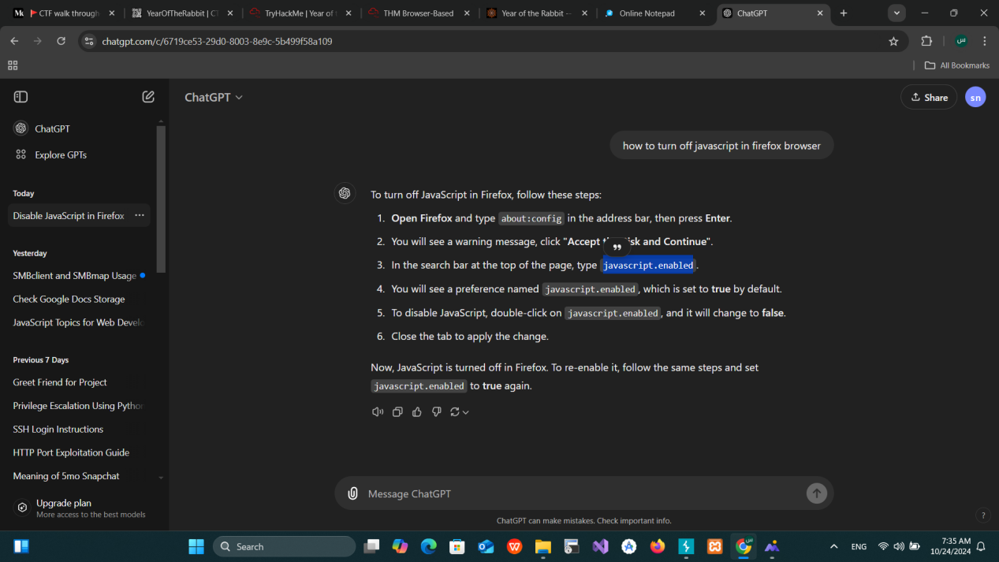 CTF walk through
YearOfTheRabbit | CT
TryHackMe | Year of t
THM Browser-Based
Year of the Rabbit --
Online Notepad
ChatGPT
chatgpt.com/c/6719ce53-29d0-8003-8e9c-5b499f58a109
س
All Bookmarks
ChatGPT
Share
sn
ChatGPT
Explore GPTs
Today
Disable JavaScript in Firefox
Yesterday
SMBclient and SMBmap Usage
Check Google Docs Storage
JavaScript Topics for Web Develo
Previous 7 Days
Greet Friend for Project
Privilege Escalation Using Python
SSH Login Instructions
HTTP Port Exploitation Guide
Meaning of 5mo Snapchat
Upgrade plan
More access to the best models
how to turn off javascript in firefox browser
To turn off JavaScript in Firefox, follow these steps:
1. Open Firefox and type about:config in the address bar, then press Enter.
2. You will see a warning message, click "Accept isk and Continue".
3. In the search bar at the top of the page, type javascript.enabled.
4. You will see a preference named javascript.enabled, which is set to true by default.
5. To disable JavaScript, double-click on javascript.enabled, and it will change to false.
6. Close the tab to apply the change.
Now, JavaScript is turned off in Firefox. To re-enable it, follow the same steps and set
javascript.enabled to true again.
Message ChatGPT
ChatGPT can make mistakes. Check important info.
?
Search
ENG
7:35 AM
10/24/2024